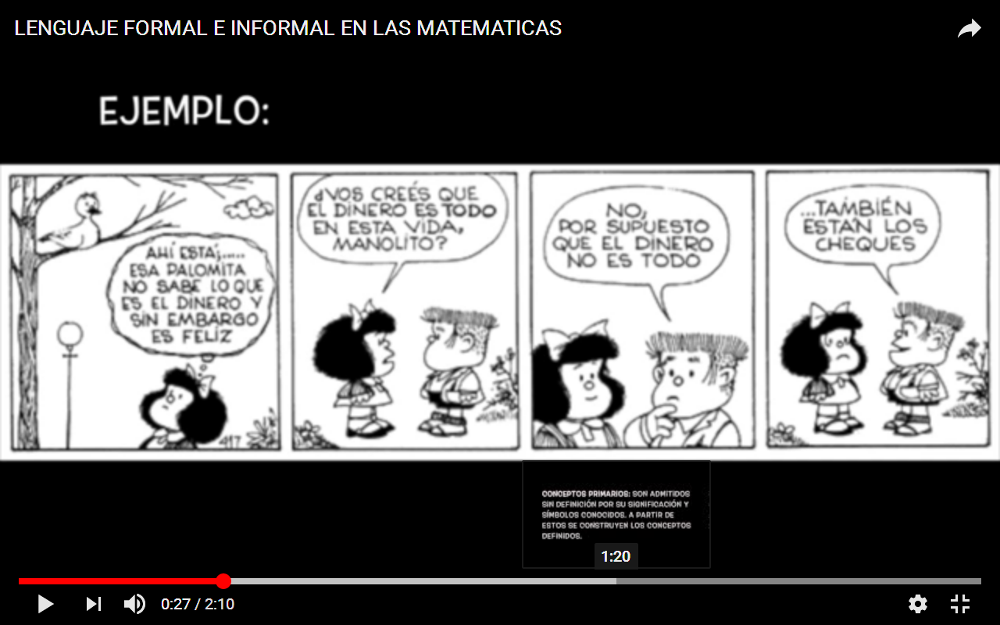 LENGUAJE FORMAL E INFORMAL EN LAS MATEMATICAS
EJEMPLO:
AHÍ ESTÁ;.....
ESA PALOMITA
NO SABE LO QUE
ES EL DINERO Y
SIN EMBARGO
ES FELIZ
417
¿VOS CREÉS QUE
EL DINERO ES TODO
EN ESTA VIDA,
MANOLITO?
NO,
POR SUPUESTO
QUE EL DINERO
NO ES TODO
...TAMBIÉN
ESTAN LOS
CHEQUES
CONCEPTOS PRIMARIOS: SON ADMITIDOS
SIN DEFINICIÓN POR SU SIGNIFICACIÓN Y
SÍMBOLOS CONOCIDOS. A PARTIR DE
ESTOS SE CONSTRUYEN LOS CONCEPTOS
DEFINIDOS.
1:20
0:27 / 2:10